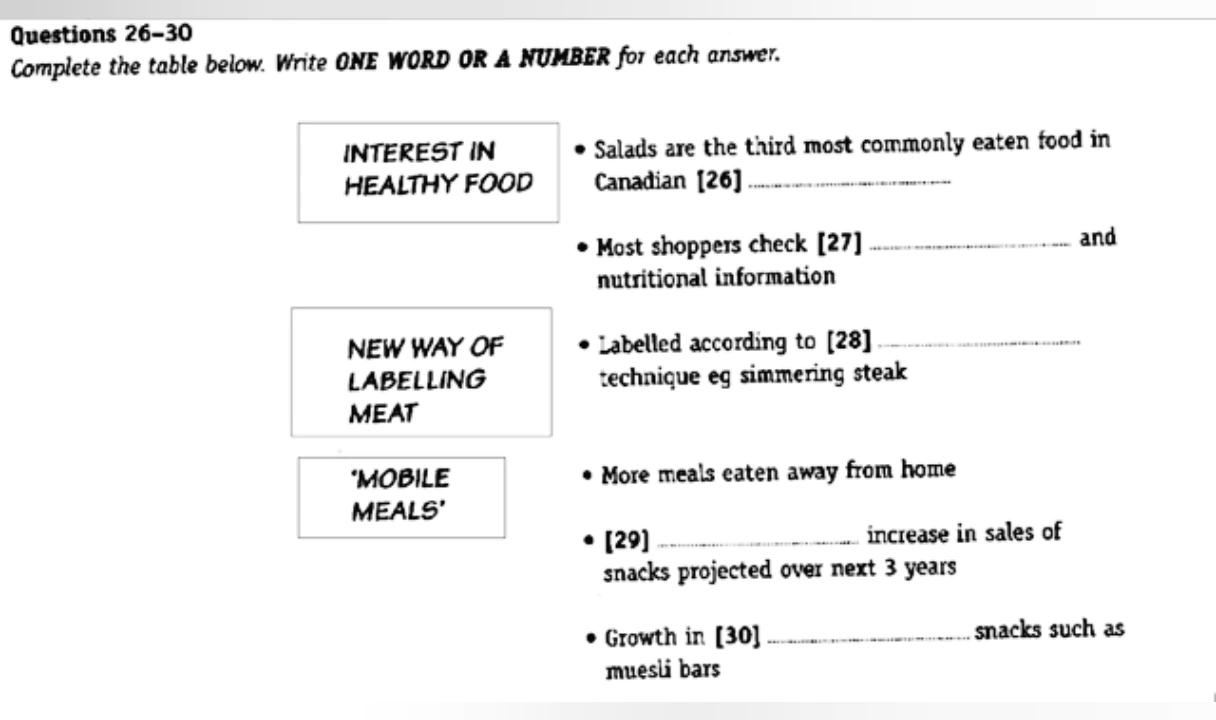 Questions 26–30
Complete the table below. Write ONE WORD OR A NUMBER for each answer.
INTEREST IN
HEALTHY FOOD
• Salads are the third most commonly eaten food in
Canadian [26] ........................................
• Most shoppers check [27] ........................................ and
nutritional information
NEW WAY OF
LABELLING
MEAT
• Labelled according to [28] ........................................
technique eg simmering steak
'MOBILE
MEALS'
• More meals eaten away from home
• [29] ........................................ increase in sales of
snacks projected over next 3 years
• Growth in [30] ........................................ snacks such as
muesli bars